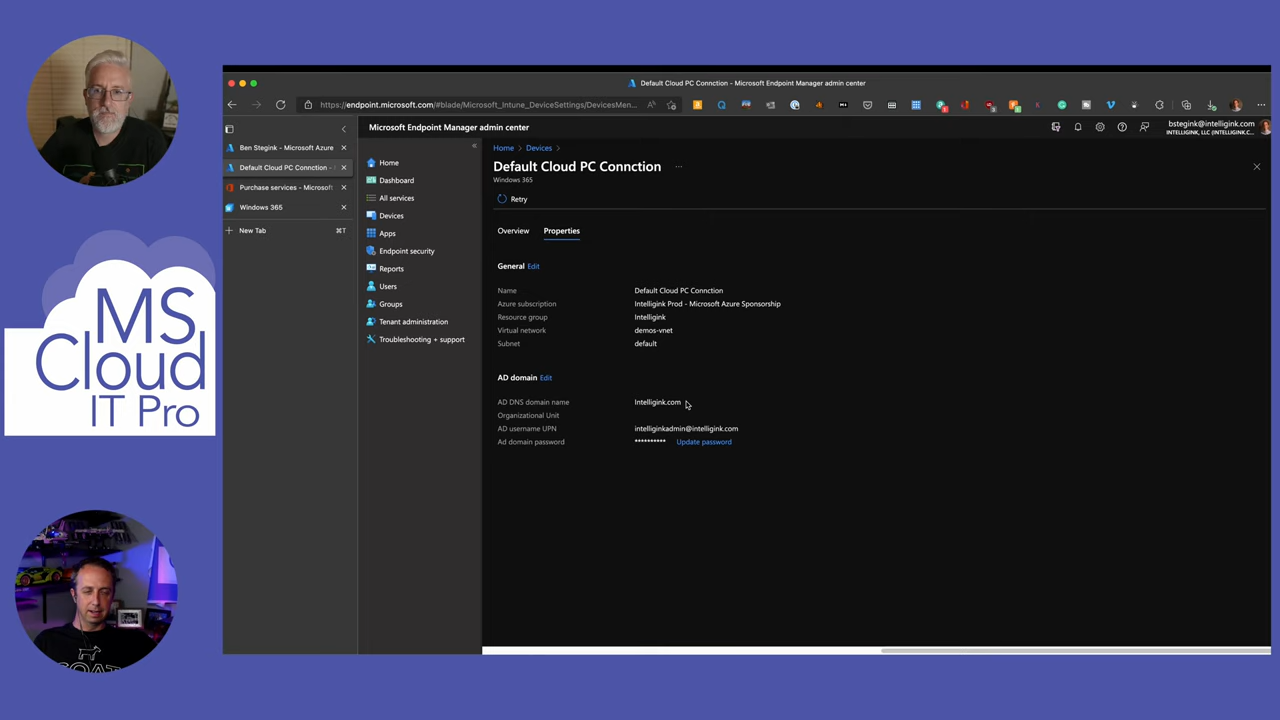 Default Cloud PC Connction - Microsoft Endpoint Manager admin center
https://endpoint.microsoft.com/#blade/Microsoft_Intune_DeviceSettings/DevicesMen...
Ben Stegink - Microsoft Azure
Default Cloud PC Connction -
Purchase services - Microsoft
Windows 365
New Tab ⌘T
Microsoft Endpoint Manager admin center
bstegink@intelligink.com
INTELLIGINK, LLC (INTELLIGINK.C...
Home
Dashboard
All services
Devices
Apps
Endpoint security
Reports
Users
Groups
Tenant administration
Troubleshooting + support
Home > Devices >
Default Cloud PC Connction ...
Windows 365
Retry
Overview Properties
General Edit
Name Default Cloud PC Connction
Azure subscription Intelligink Prod - Microsoft Azure Sponsorship
Resource group Intelligink
Virtual network demos-vnet
Subnet default
AD domain Edit
AD DNS domain name Intelligink.com
Organizational Unit
AD username UPN intelliginkadmin@intelligink.com
Ad domain password ********** Update password
MS
Cloud
IT Pro